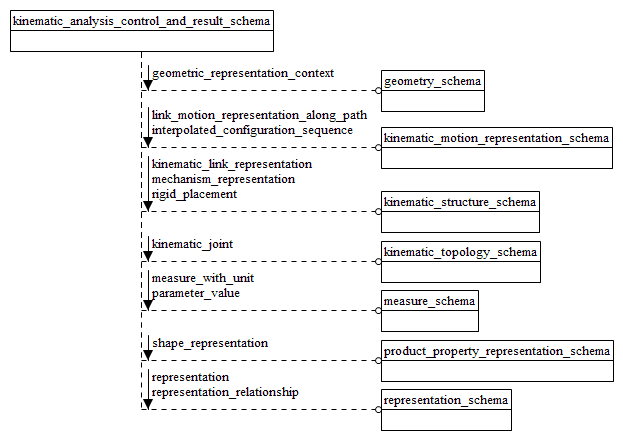 kinematic_analysis_control_and_result_schema
geometric_representation_context
geometry_schema
link_motion_representation_along_path
interpolated_configuration_sequence
kinematic_motion_representation_schema
kinematic_link_representation
mechanism_representation
rigid_placement
kinematic_structure_schema
kinematic_joint
kinematic_topology_schema
measure_with_unit
parameter_value
measure_schema
shape_representation
product_property_representation_schema
representation
representation_relationship
representation_schema